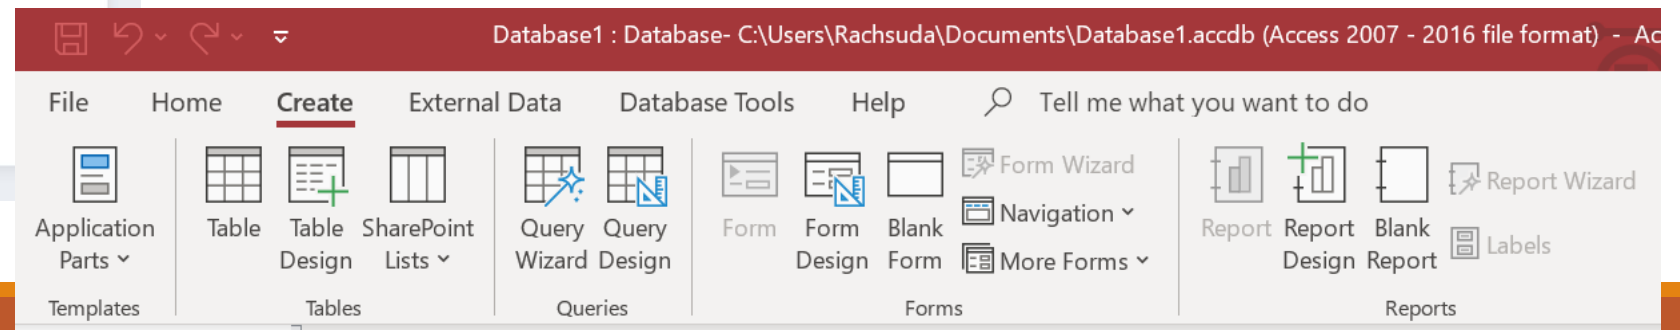 Database1 : Database- C:\Users\Rachsuda\Documents\Database1.accdb (Access 2007 - 2016 file format) - Ac
File Home Create External Data Database Tools Help Tell me what you want to do
Application Parts
Templates
Table
Table Design
SharePoint Lists
Tables
Query Wizard
Query Design
Queries
Form
Form Design
Blank Form
Form Wizard
Navigation
More Forms
Forms
Report
Report Design
Blank Report
Report Wizard
Labels
Reports